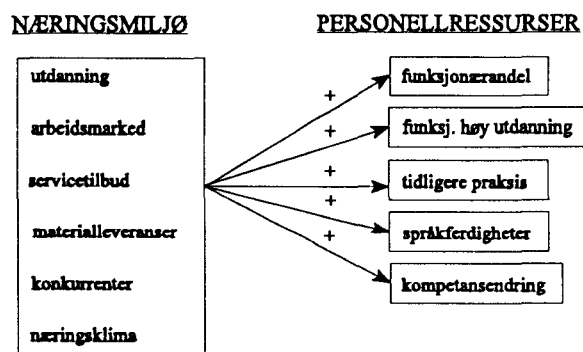 NÆRINGSMILJØ
utdanning
arbeidsmarked
servicetilbud
materialleveranser
konkurrenter
næringsklima
PERSONELLRESSURSER
funksjonærandel
funksj. høy utdanning
tidligere praksis
språkferdigheter
kompetansendring
+
+
+
+
+